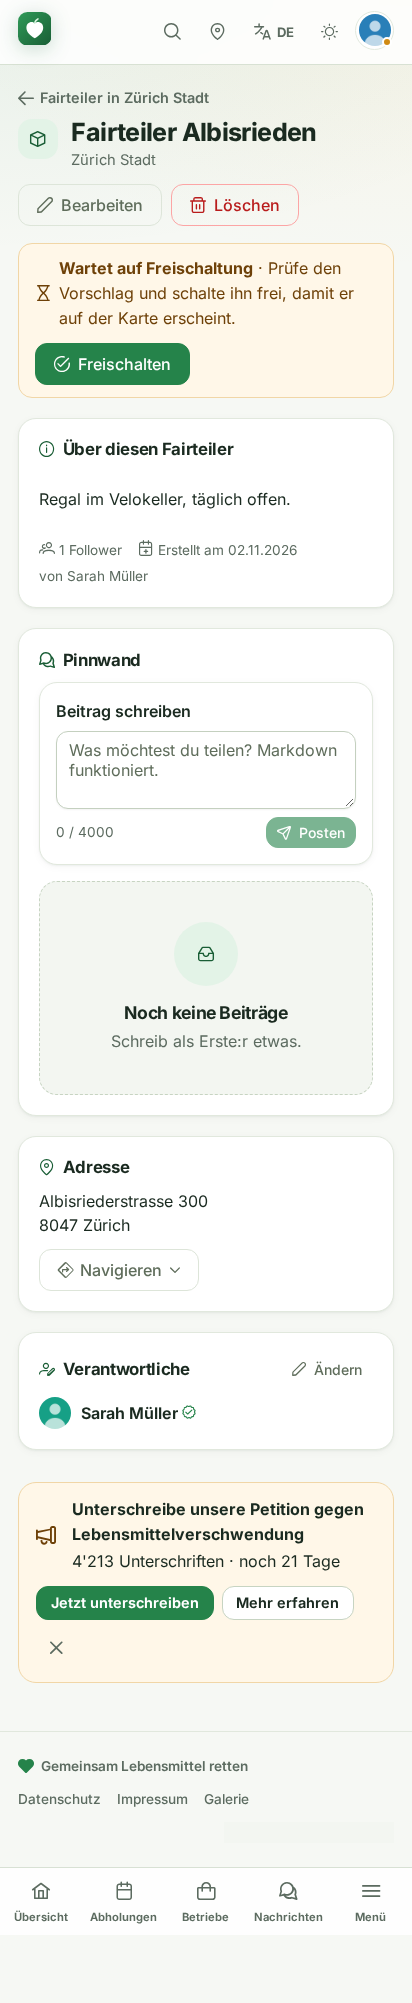 DE
Fairteiler in Zürich Stadt
Fairteiler Albisrieden
Zürich Stadt
Bearbeiten
Löschen
Wartet auf Freischaltung · Prüfe den
Vorschlag und schalte ihn frei, damit er
auf der Karte erscheint.
Freischalten
Über diesen Fairteiler
Regal im Velokeller, täglich offen.
1 Follower
Erstellt am 02.11.2026
von Sarah Müller
Pinnwand
Beitrag schreiben
Was möchtest du teilen? Markdown
funktioniert.
0 / 4000
Posten
Noch keine Beiträge
Schreib als Erste:r etwas.
Adresse
Albisriederstrasse 300
8047 Zürich
Navigieren
Verantwortliche
Ändern
Sarah Müller
Unterschreibe unsere Petition gegen
Lebensmittelverschwendung
4'213 Unterschriften · noch 21 Tage
Jetzt unterschreiben
Mehr erfahren
Gemeinsam Lebensmittel retten
Datenschutz
Impressum
Galerie
Übersicht
Abholungen
Betriebe
Nachrichten
Menü